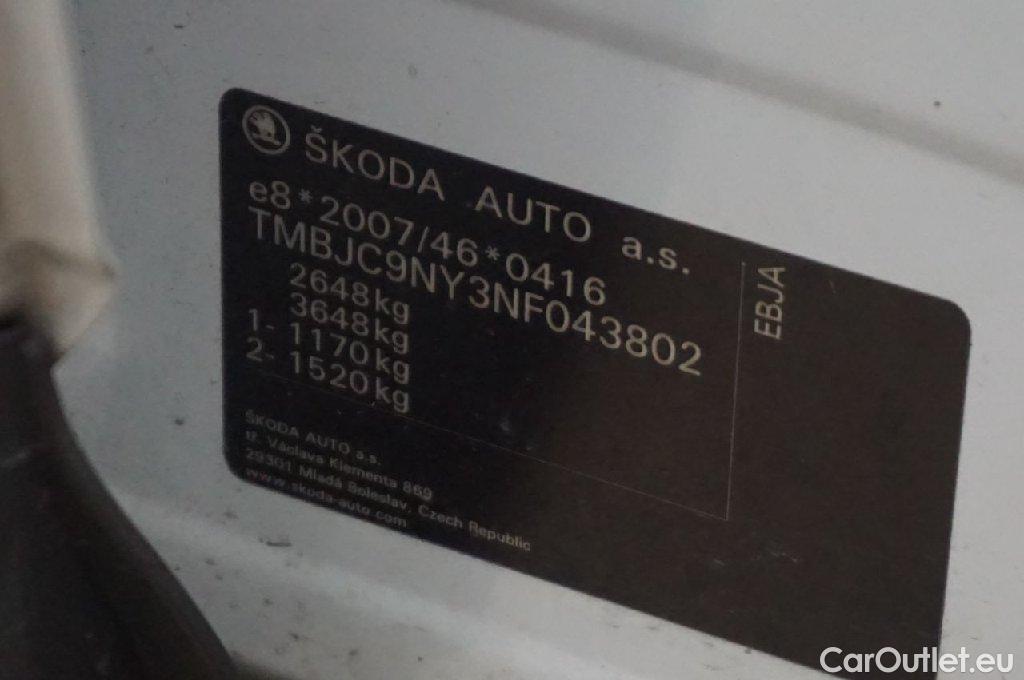 ŠKODA AUTO a.s.
e8*2007/46*0416
TMBJC9NY3NF043802
2648kg
3648kg
1- 1170kg
2- 1520kg
EBJA
ŠKODA AUTO a.s.
tř. Václava Klementa 869
29301 Mladá Boleslav, Czech Republic
www.skoda-auto.com
CarOutlet.eu